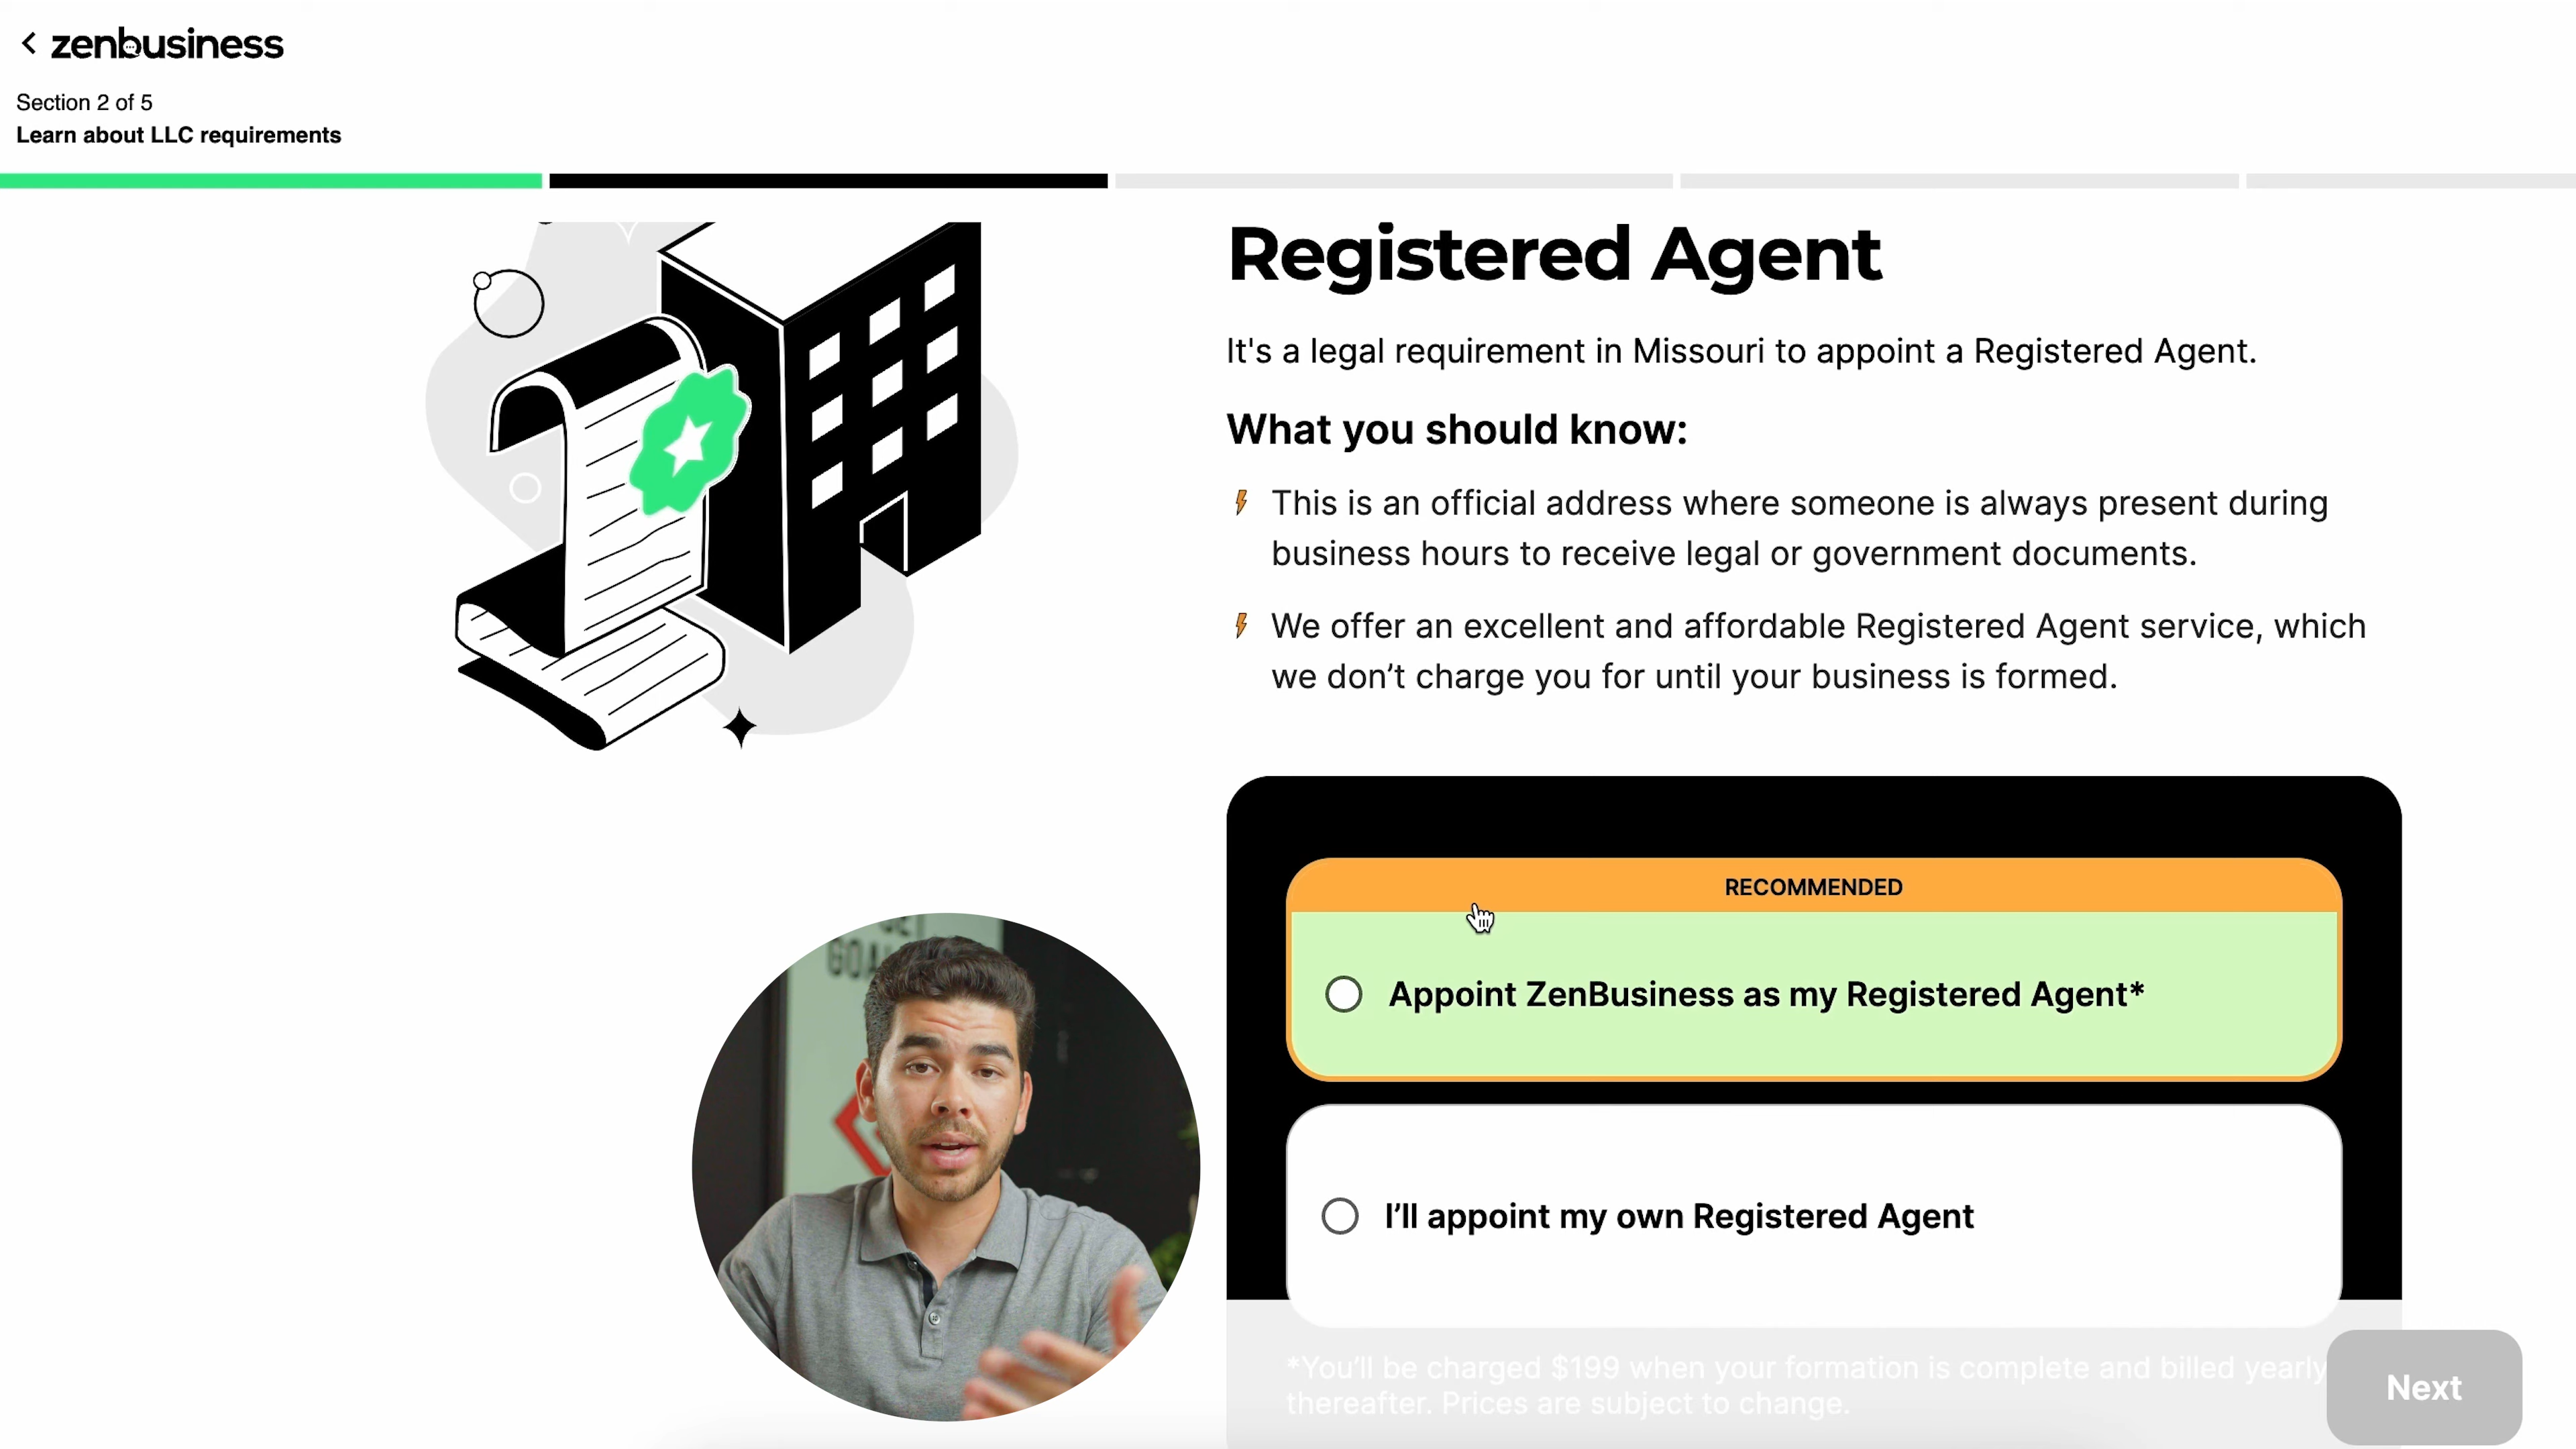 zenbusiness
Section 2 of 5
Learn about LLC requirements
Registered Agent
It's a legal requirement in Missouri to appoint a Registered Agent.
What you should know:
This is an official address where someone is always present during
business hours to receive legal or government documents.
We offer an excellent and affordable Registered Agent service, which
we don’t charge you for until your business is formed.
RECOMMENDED
Appoint ZenBusiness as my Registered Agent*
I’ll appoint my own Registered Agent
*You’ll be charged $199 when your formation is complete and billed yearly
thereafter. Prices are subject to change.
Next